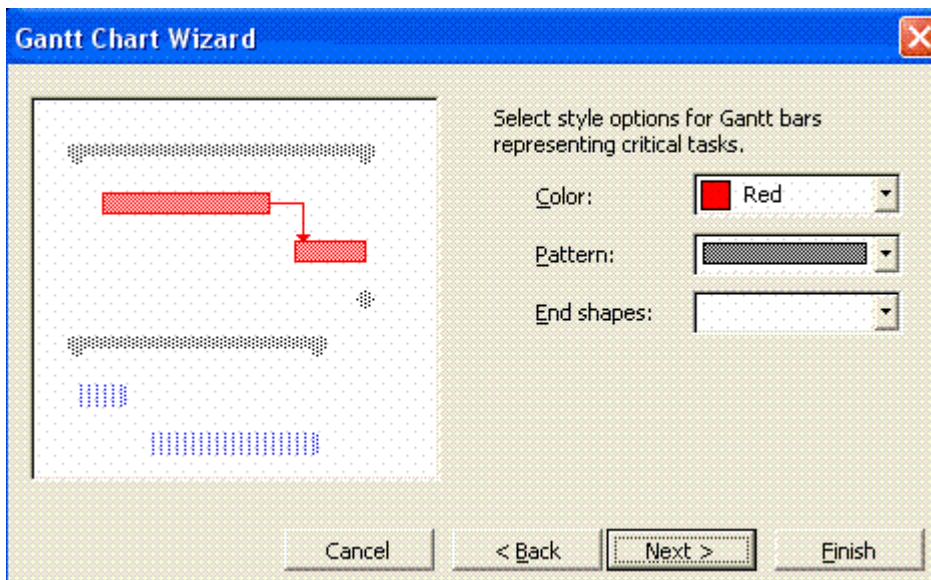 Gantt Chart Wizard
Select style options for Gantt bars
representing critical tasks.
Color:
Red
Pattern:
End shapes:
Cancel
< Back
Next >
Finish